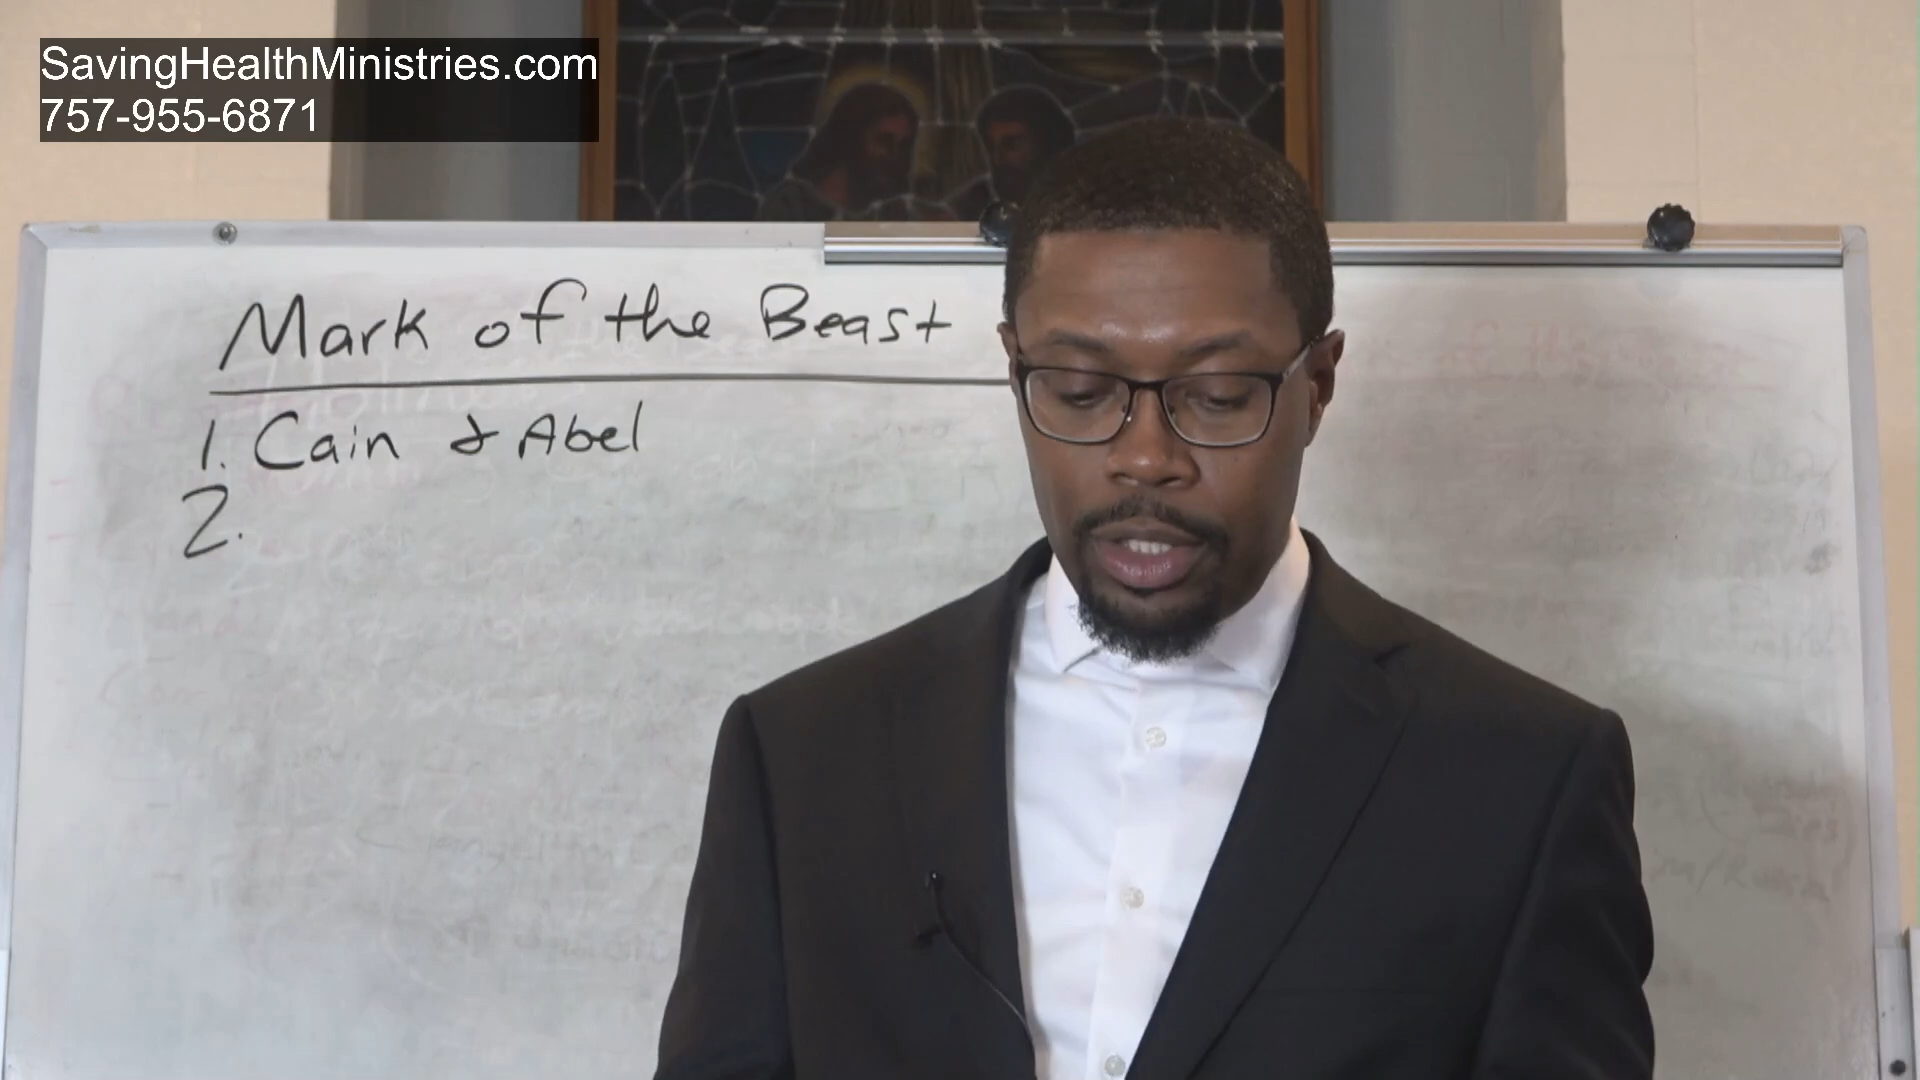 SavingHealthMinistries.com
757-955-6871
Mark of the Beast
1. Cain & Abel
2.